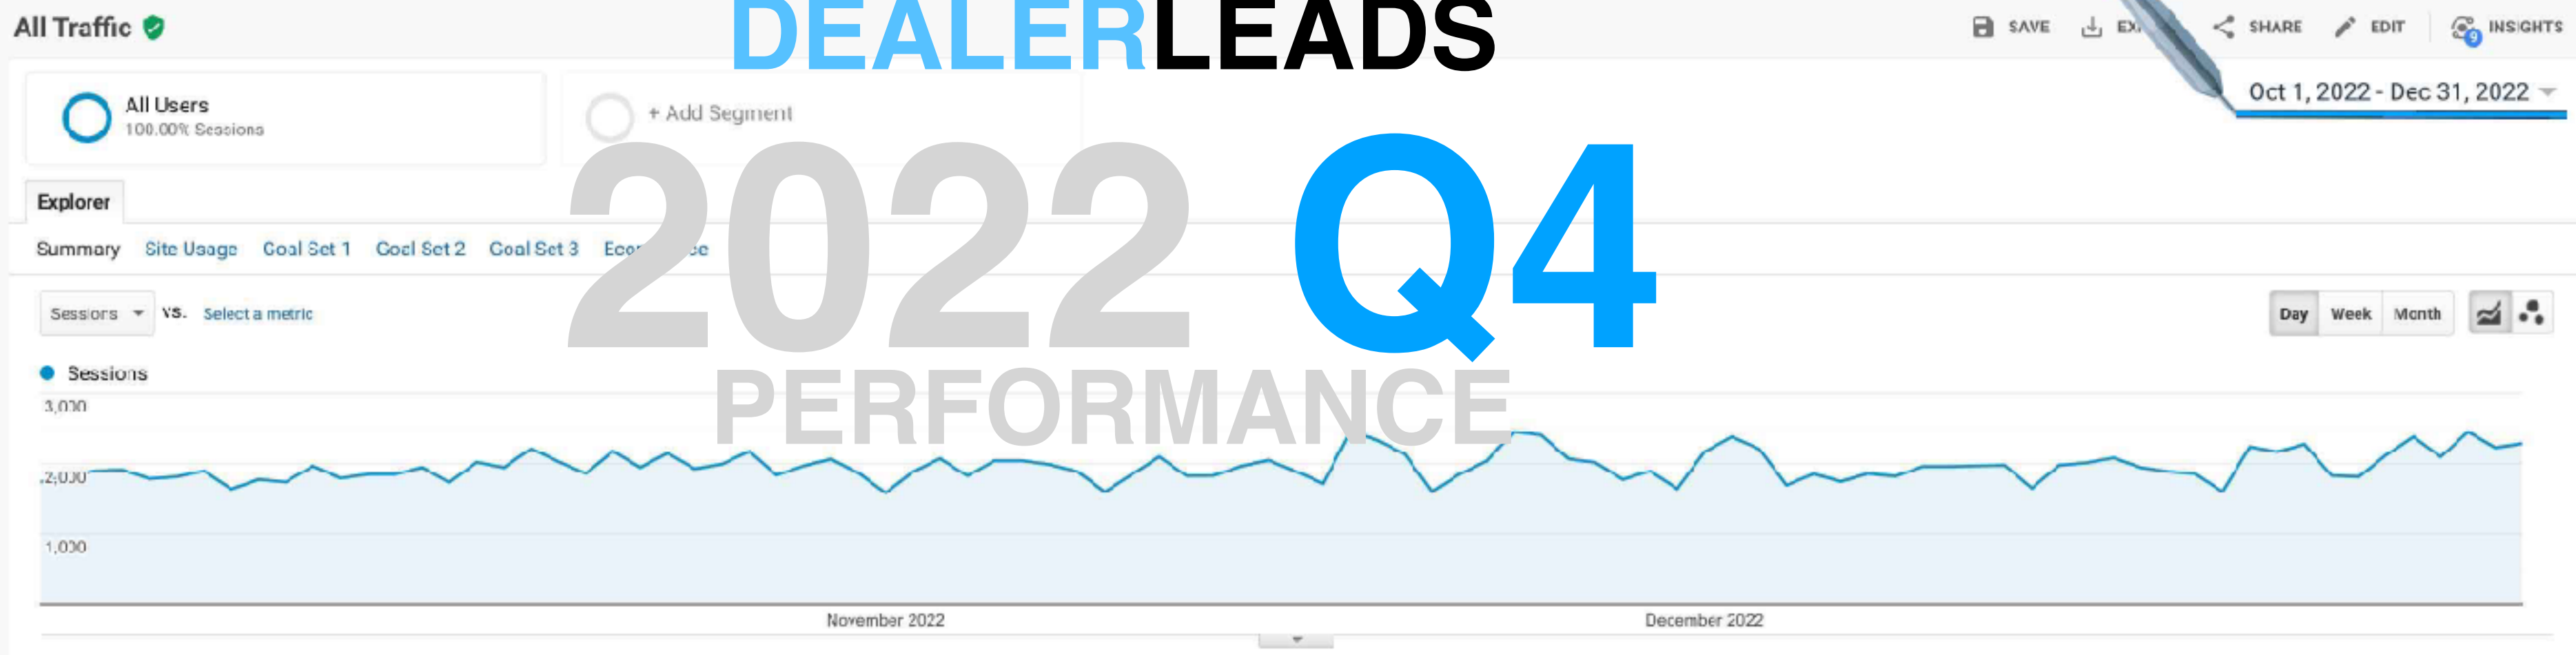 All Traffic
DEALERLEADS
SAVE
SHARE
EDIT
9
INSIGHTS
All Users
100.00% Sessions
+ Add Segment
Oct 1, 2022 - Dec 31, 2022
2022 Q4
PERFORMANCE
Explorer
Summary Site Usage Goal Set 1 Goal Set 2 Goal Set 3
Sessions VS. Select a metric
Day Week Month
Sessions
3,000
2,000
1,000
November 2022 December 2022